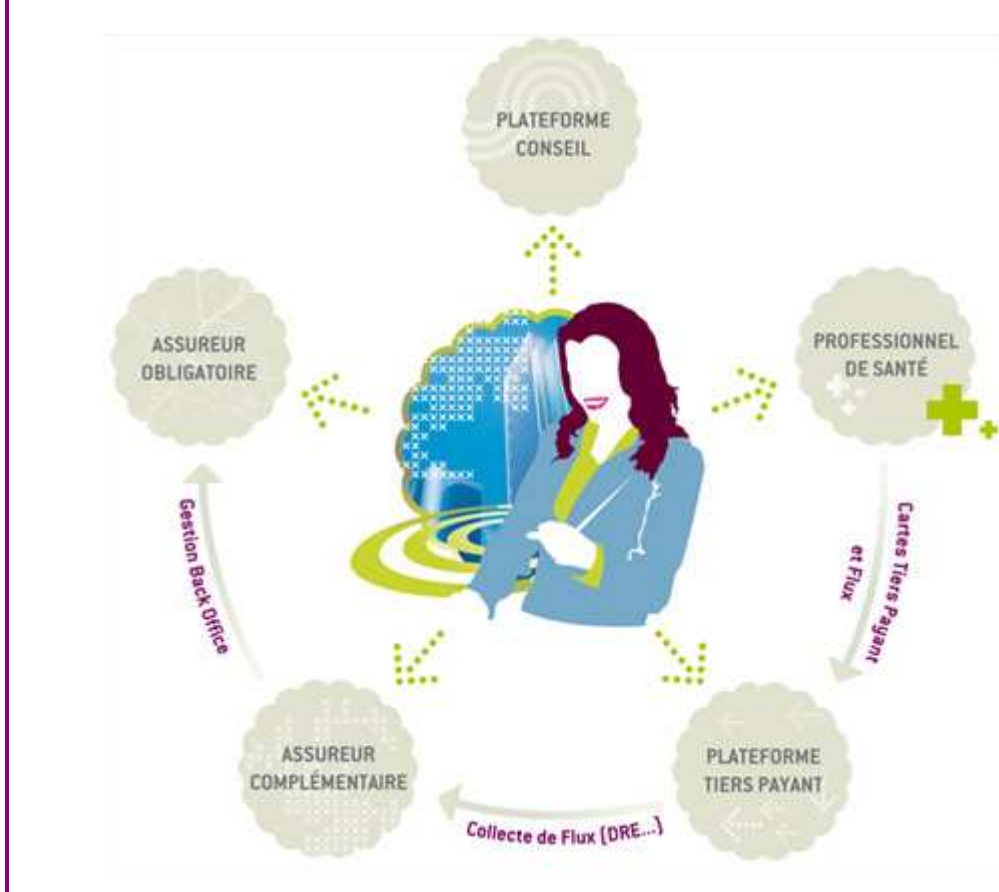 PLATEFORME
CONSEIL
ASSUREUR
OBLIGATOIRE
PROFESSIONNEL
DE SANTÉ
Gestion Back Office
Cartes Tiers Payant
et Flux
ASSUREUR
COMPLÉMENTAIRE
PLATEFORME
TIERS PAYANT
Collecte de Flux (DRE...)